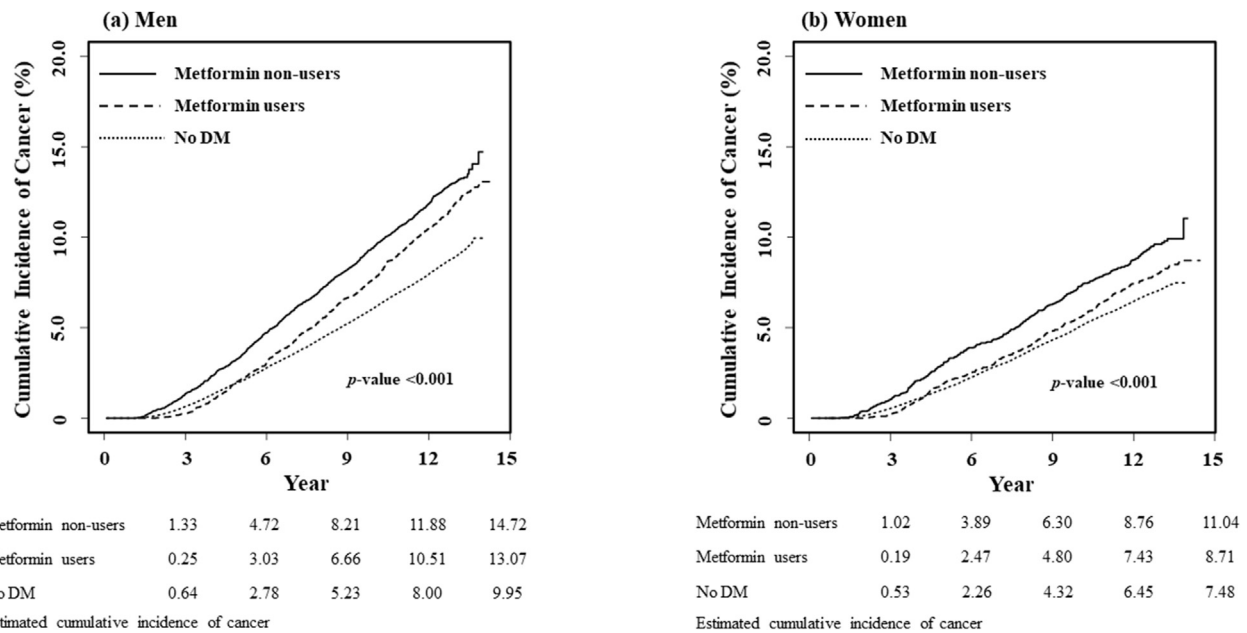 (a) Men
Cumulative Incidence of Cancer (%)
20.0
15.0
10.0
5.0
0
Metformin non-users
Metformin users
No DM
p-value <0.001
0 3 6 9 12 15
Year
etformin non-users 1.33 4.72 8.21 11.88 14.72
etformin users 0.25 3.03 6.66 10.51 13.07
o DM 0.64 2.78 5.23 8.00 9.95
stimated cumulative incidence of cancer
(b) Women
Cumulative Incidence of Cancer (%)
20.0
15.0
10.0
5.0
0
Metformin non-users
Metformin users
No DM
p-value <0.001
0 3 6 9 12 15
Year
Metformin non-users 1.02 3.89 6.30 8.76 11.04
Metformin users 0.19 2.47 4.80 7.43 8.71
No DM 0.53 2.26 4.32 6.45 7.48
Estimated cumulative incidence of cancer